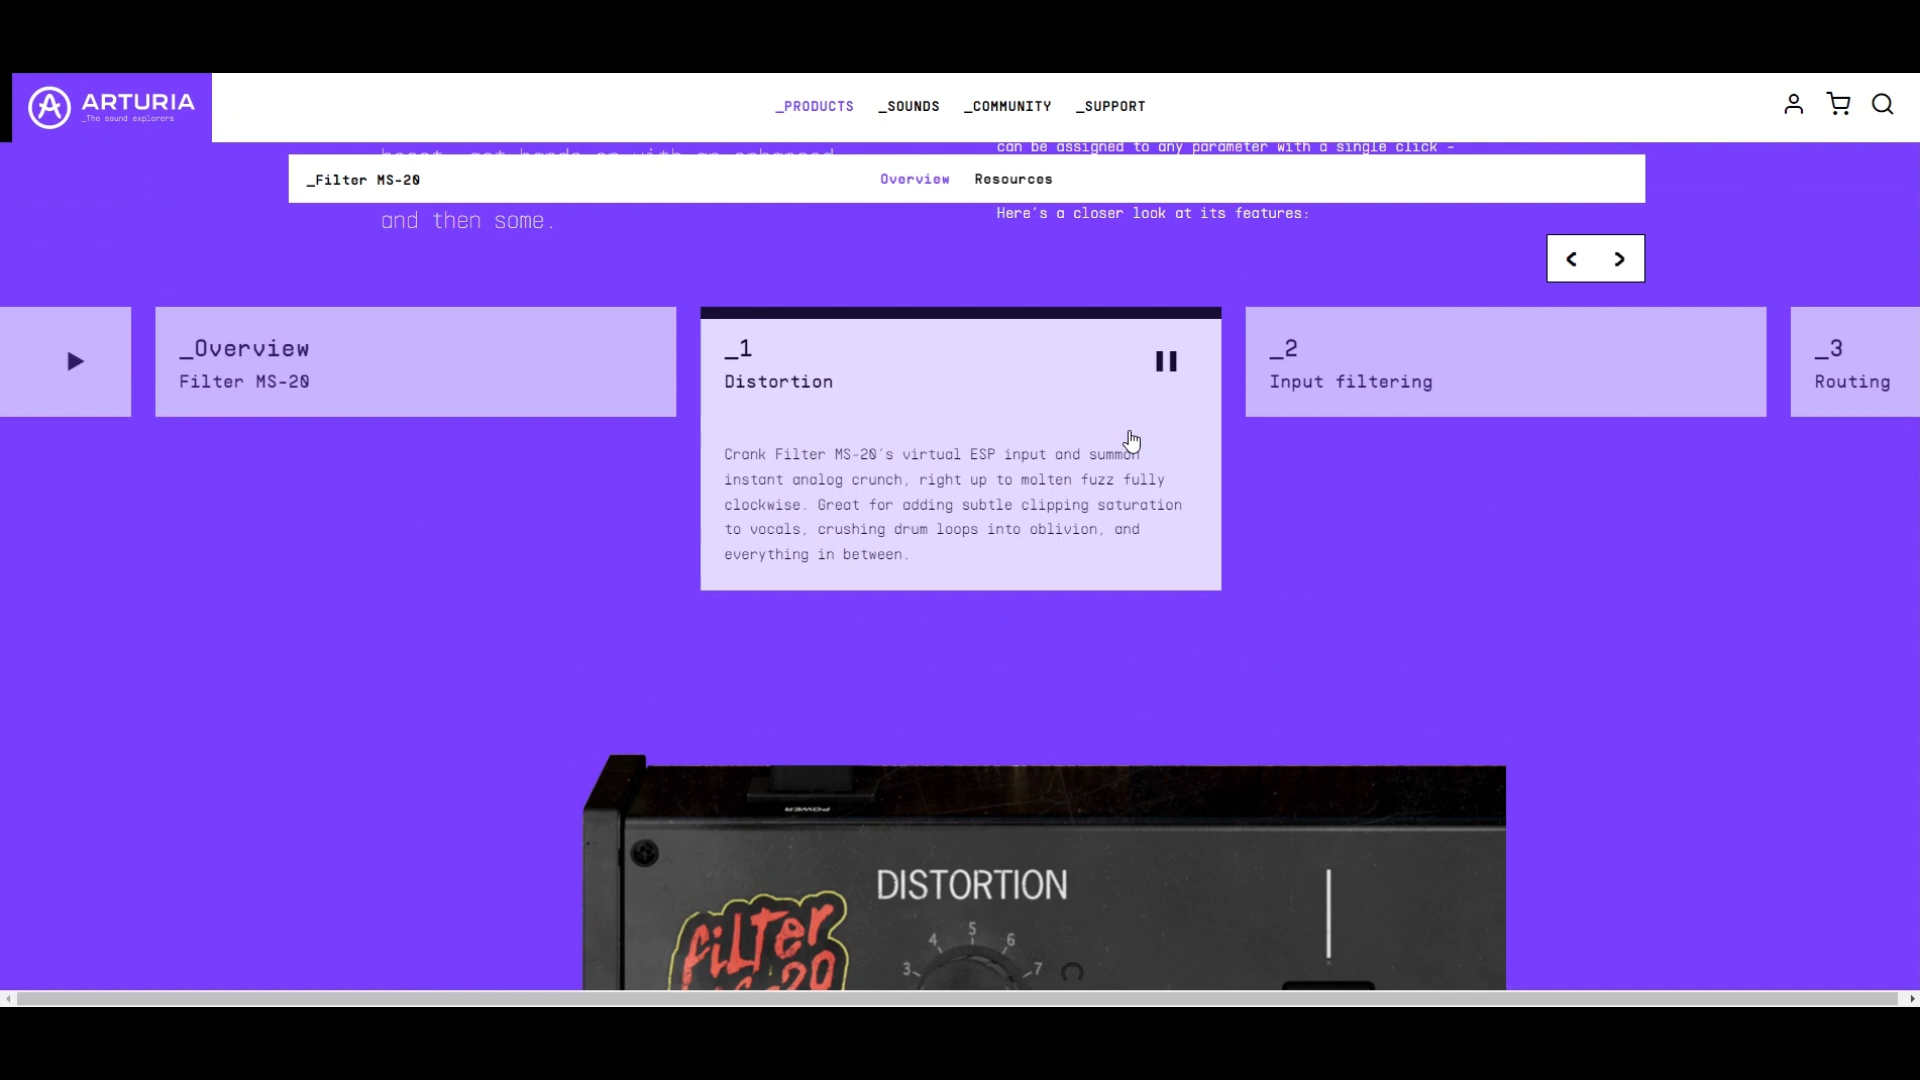 ARTURIA
_The sound explorers
_PRODUCTS
_SOUNDS
_COMMUNITY
_SUPPORT
can be assigned to any parameter with a single click -
_Filter MS-20
Overview
Resources
and then some.
Here's a closer look at its features:
_Overview
Filter MS-20
_1
Distortion
Crank Filter MS-20's virtual ESP input and summon
instant analog crunch, right up to molten fuzz fully
clockwise. Great for adding subtle clipping saturation
to vocals, crushing drum loops into oblivion, and
everything in between.
_2
Input filtering
_3
Routing
POWER
DISTORTION
FiLTer
3 4 5 6 7